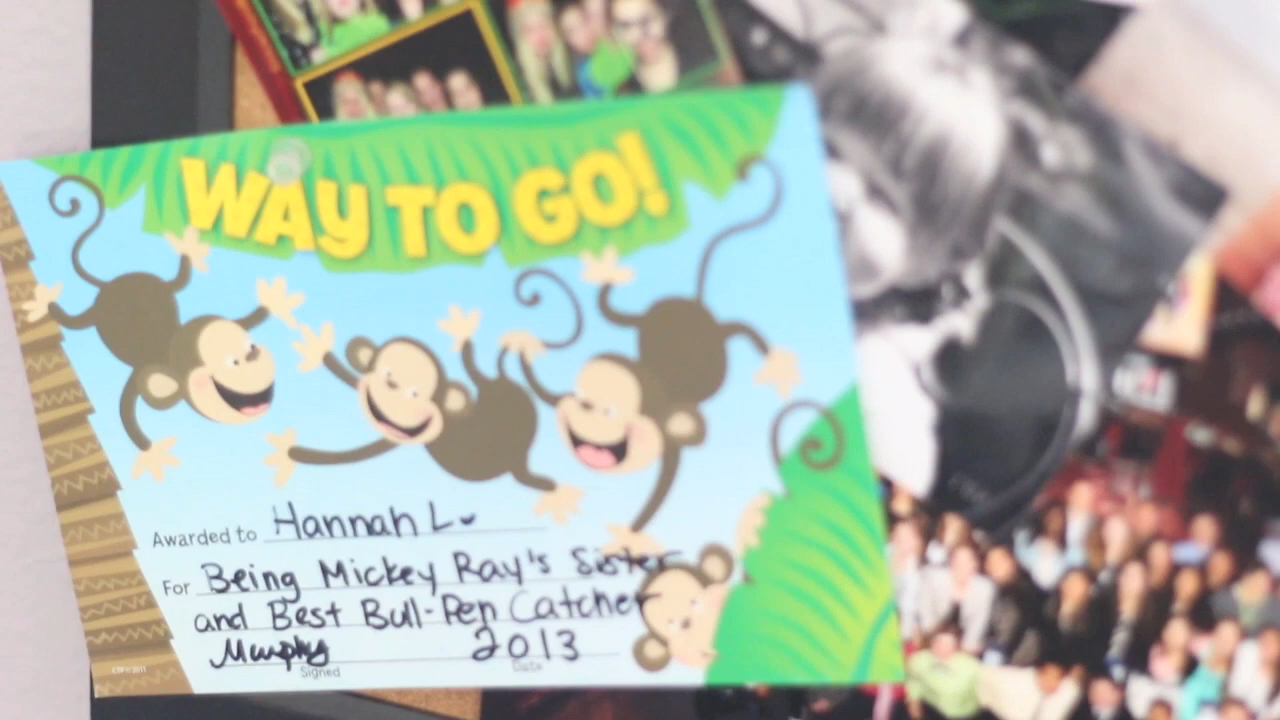 WAY TO GO!
Awarded to Hannah L.
For Being Mickey Ray's Sister
and Best Bull-Pen Catcher
Murphy 2013
Signed Date